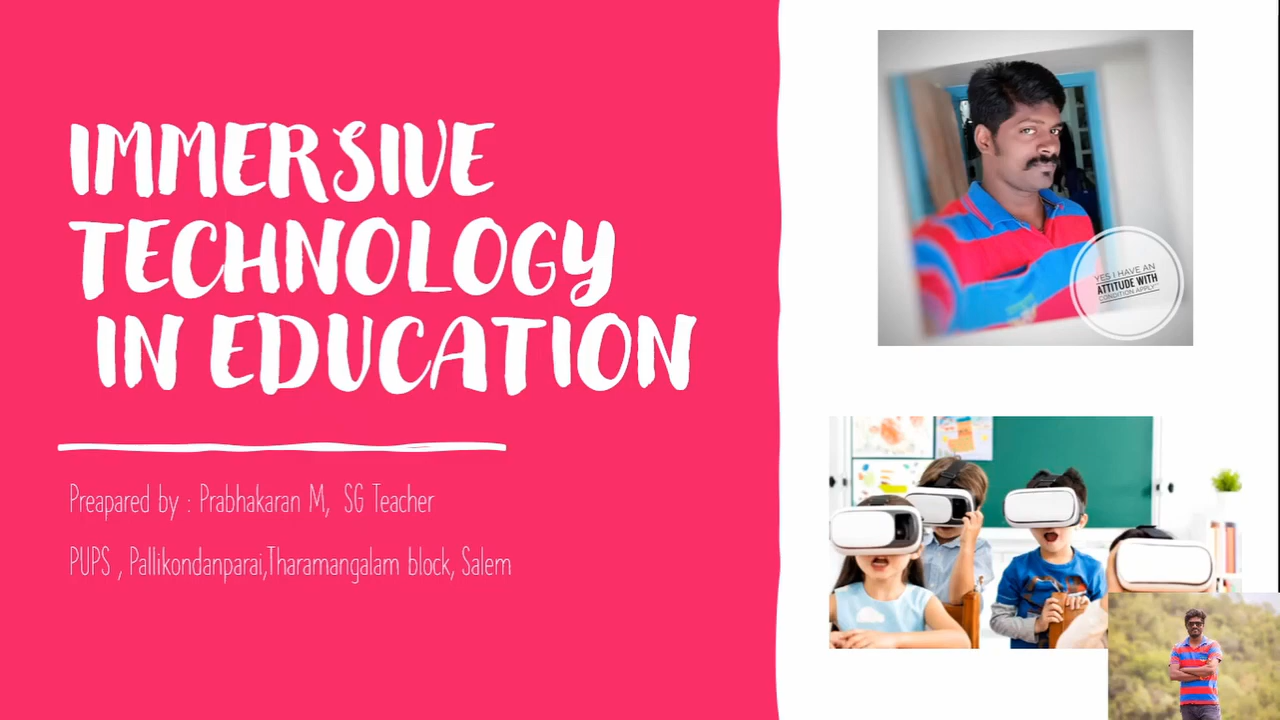 IMMERSIVE
TECHNOLOGY
IN EDUCATION
Preapared by : Prabhakaran M, SG Teacher
PUPS , Pallikondanparai,Tharamangalam block, Salem
YES I HAVE AN
ATTITUDE WITH
CONDITION APPLY"